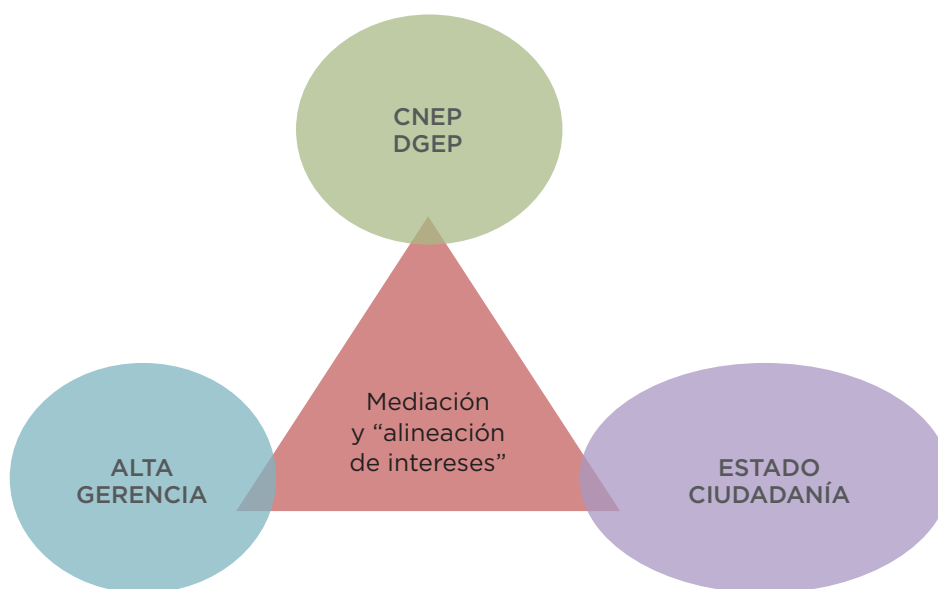 CNEP
DGEP
Mediación
y “alineación
de intereses”
ALTA
GERENCIA
ESTADO
CIUDADANÍA